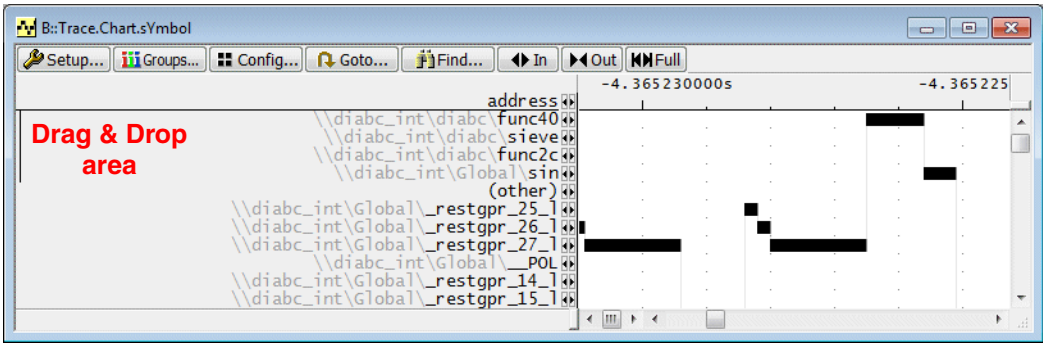 B::Trace.Chart.sYmbol
Setup... Groups... Config... Goto... Find... In Out Full
-4.365230000s -4.365225
address
Drag & Drop
area
\\diabc_int\diabc\func40
\\diabc_int\diabc\sieve
\\diabc_int\diabc\func2c
\\diabc_int\Global\sin
(other)
\\diabc_int\Global\_restgpr_25_l
\\diabc_int\Global\_restgpr_26_l
\\diabc_int\Global\_restgpr_27_l
\\diabc_int\Global\__POL
\\diabc_int\Global\_restgpr_14_l
\\diabc_int\Global\_restgpr_15_l